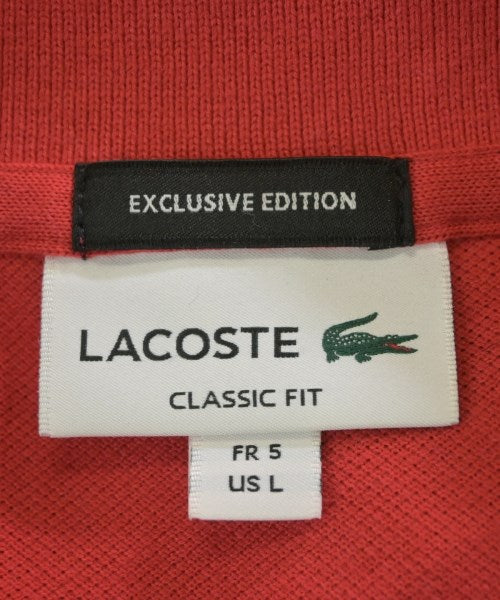 EXCLUSIVE EDITION
LACOSTE
CLASSIC FIT
FR 5
US L